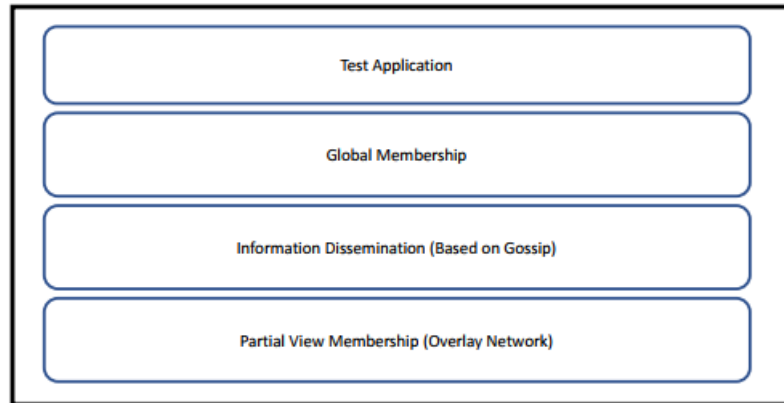 Test Application
Global Membership
Information Dissemination (Based on Gossip)
Partial View Membership (Overlay Network)